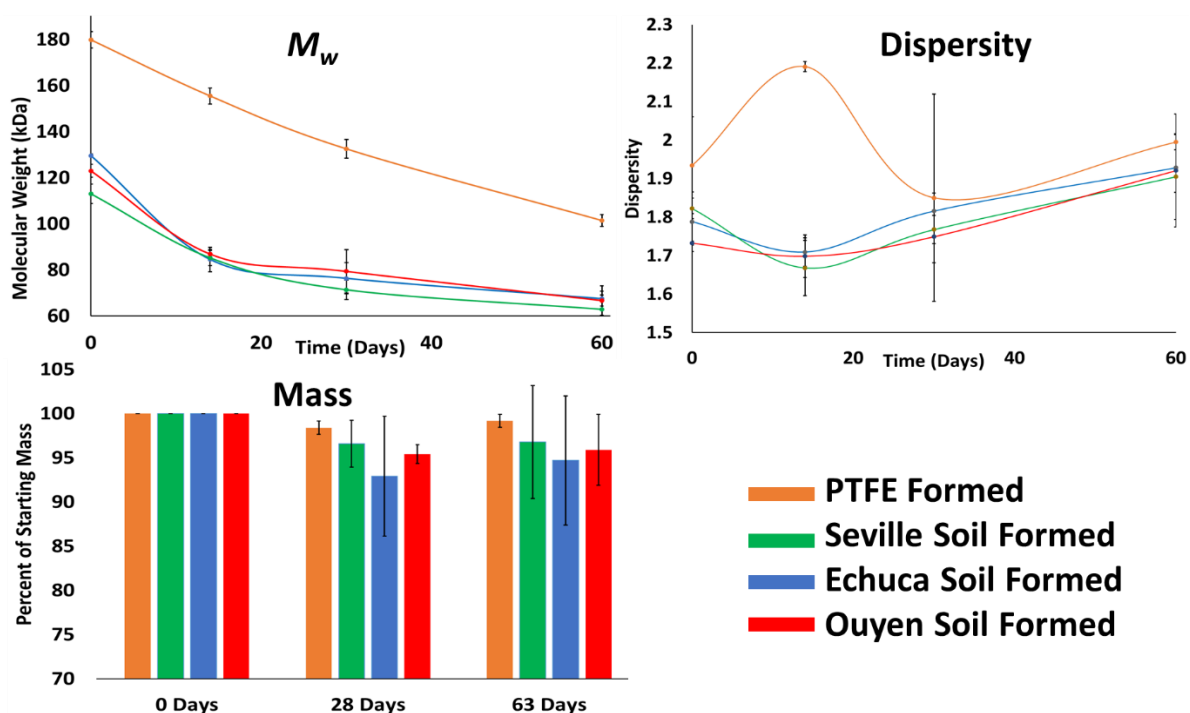 M_w
Molecular Weight (kDa)
180
160
140
120
100
80
60
0
20
40
60
Time (Days)
Dispersity
Dispersity
2.3
2.2
2.1
2
1.9
1.8
1.7
1.6
1.5
0
20
40
60
Time (Days)
Mass
Percent of Starting Mass
105
100
95
90
85
80
75
70
0 Days
28 Days
63 Days
PTFE Formed
Seville Soil Formed
Echuca Soil Formed
Ouyen Soil Formed